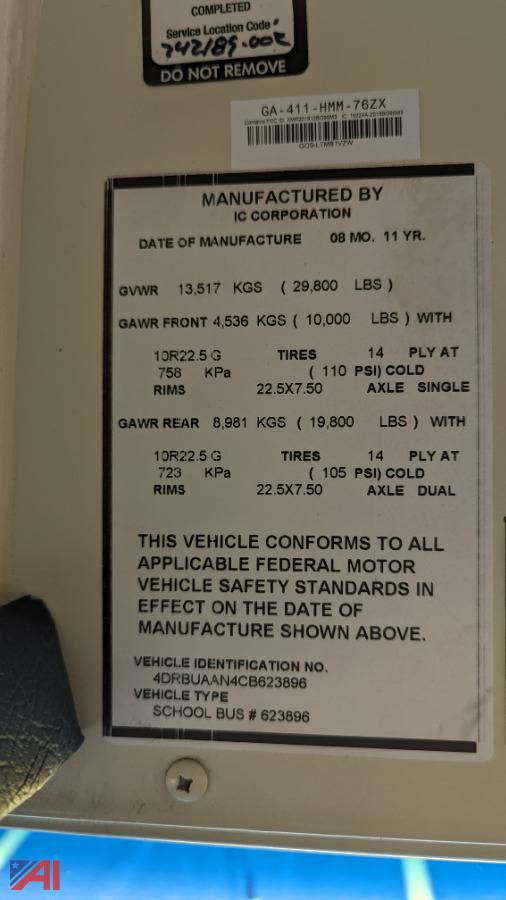 COMPLETED
Service Location Code
742189-002
DO NOT REMOVE
GA-411-HMM-76ZX
MANUFACTURED BY
IC CORPORATION
DATE OF MANUFACTURE 08 MO. 11 YR.
GVWR 13,517 KGS ( 29,800 LBS )
GAWR FRONT 4,536 KGS ( 10,000 LBS ) WITH
10R22.5 G TIRES 14 PLY AT
758 KPa ( 110 PSI) COLD
RIMS 22.5X7.50 AXLE SINGLE
GAWR REAR 8,981 KGS ( 19,800 LBS ) WITH
10R22.5 G TIRES 14 PLY AT
723 KPa ( 105 PSI) COLD
RIMS 22.5X7.50 AXLE DUAL
THIS VEHICLE CONFORMS TO ALL
APPLICABLE FEDERAL MOTOR
VEHICLE SAFETY STANDARDS IN
EFFECT ON THE DATE OF
MANUFACTURE SHOWN ABOVE.
VEHICLE IDENTIFICATION NO.
4DRBUAAN4CB623896
VEHICLE TYPE
SCHOOL BUS # 623896
AI